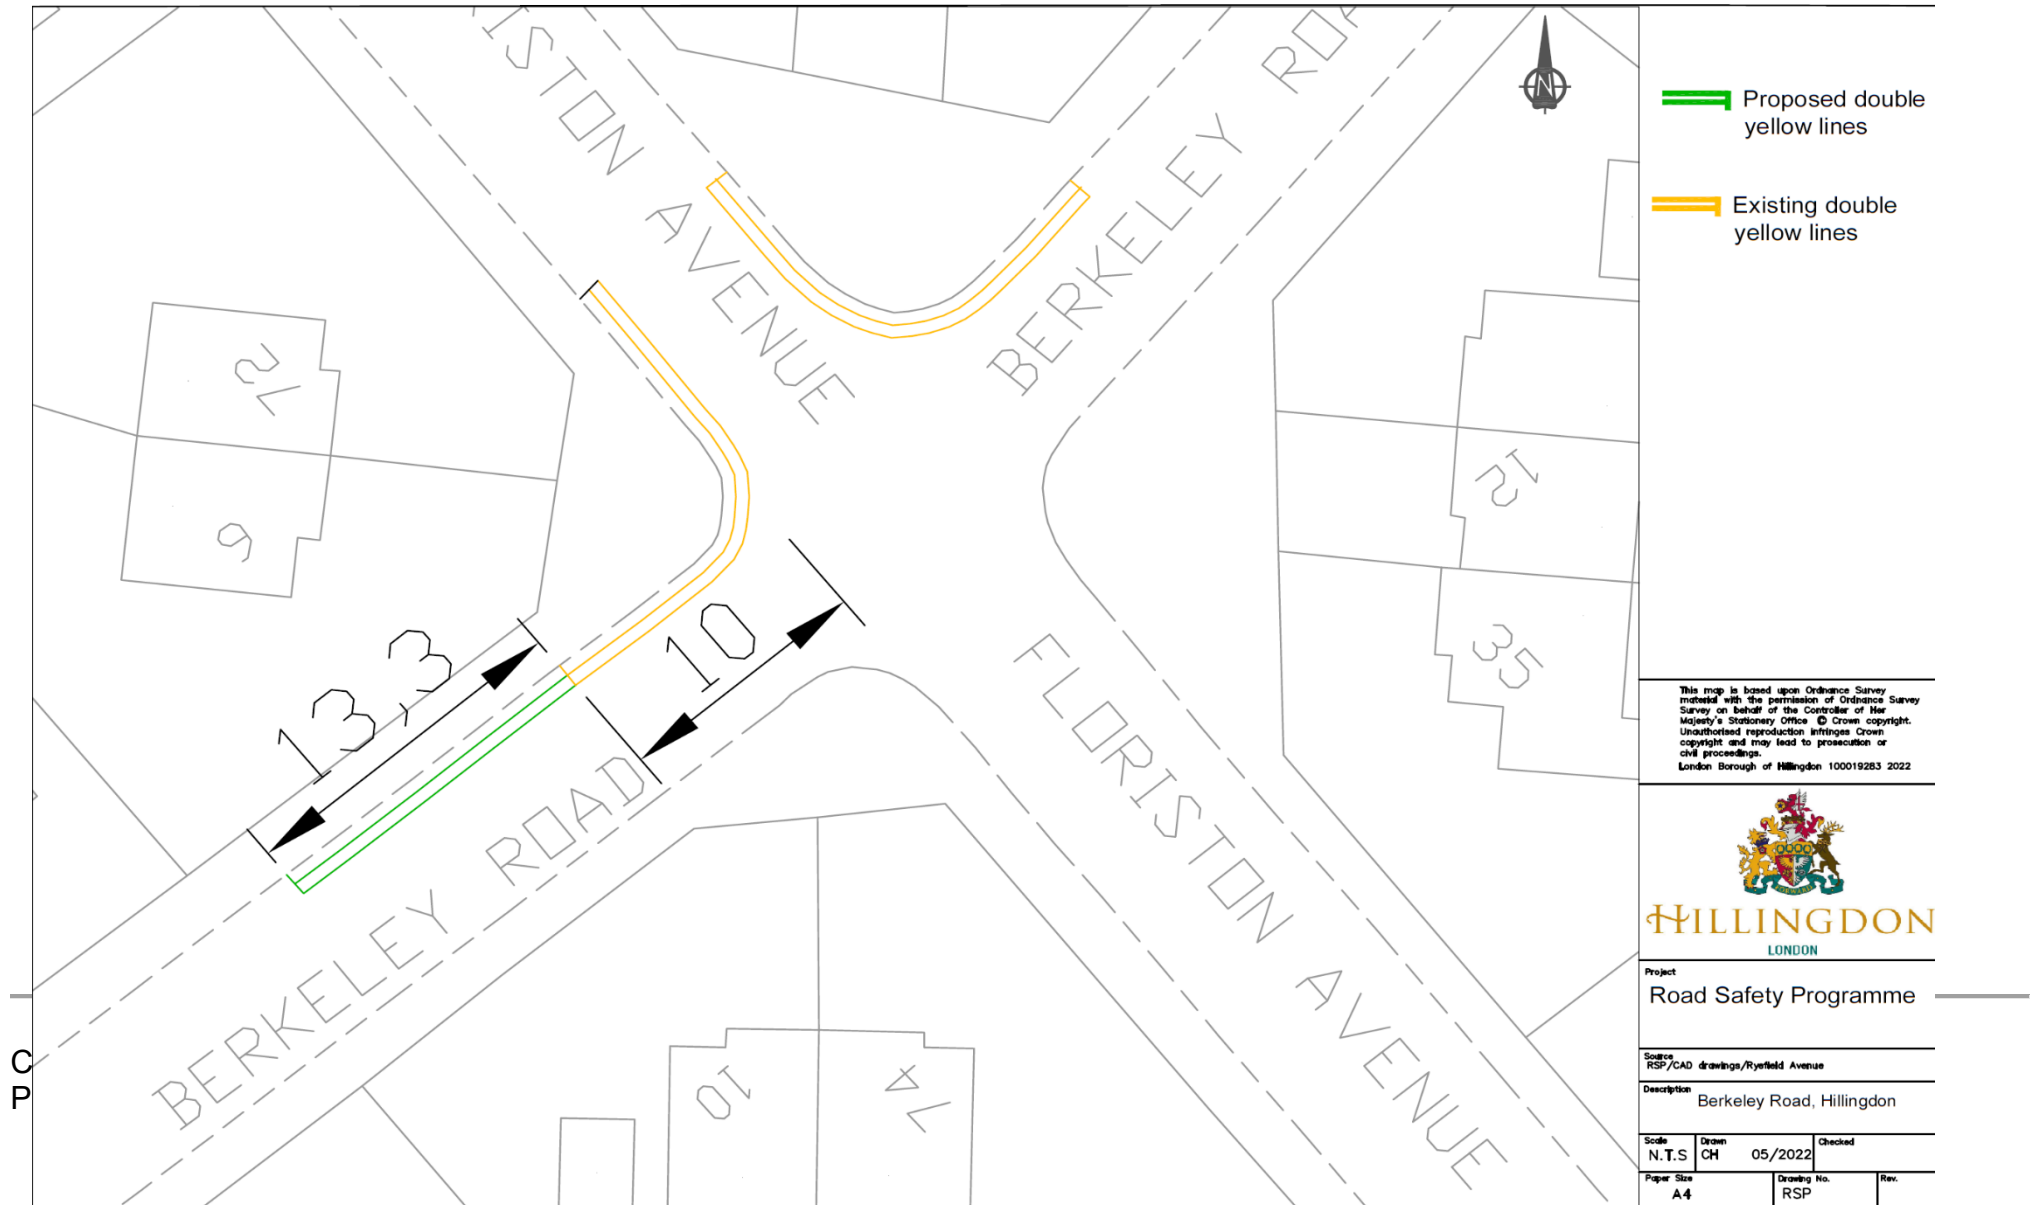 ISTON AVENUE
BERKELEY ROA
N
Proposed double
yellow lines
Existing double
yellow lines
72
6
12
35
13,3
10
BERKELEY ROAD
FLORISTON AVENUE
10
74
C
P
This map is based upon Ordnance Survey
material with the permission of Ordnance Survey
Survey on behalf of the Controller of Her
Majesty's Stationery Office © Crown copyright.
Unauthorised reproduction infringes Crown
copyright and may lead to prosecution or
civil proceedings.
London Borough of Hillingdon 100019283 2022
FORWARD
HILLINGDON
LONDON
Project
Road Safety Programme
Source
RSP/CAD drawings/Ryefield Avenue
Description
Berkeley Road, Hillingdon
Scale
N.T.S
Drawn
CH 05/2022
Checked
Paper Size
A4
Drawing No.
RSP
Rev.